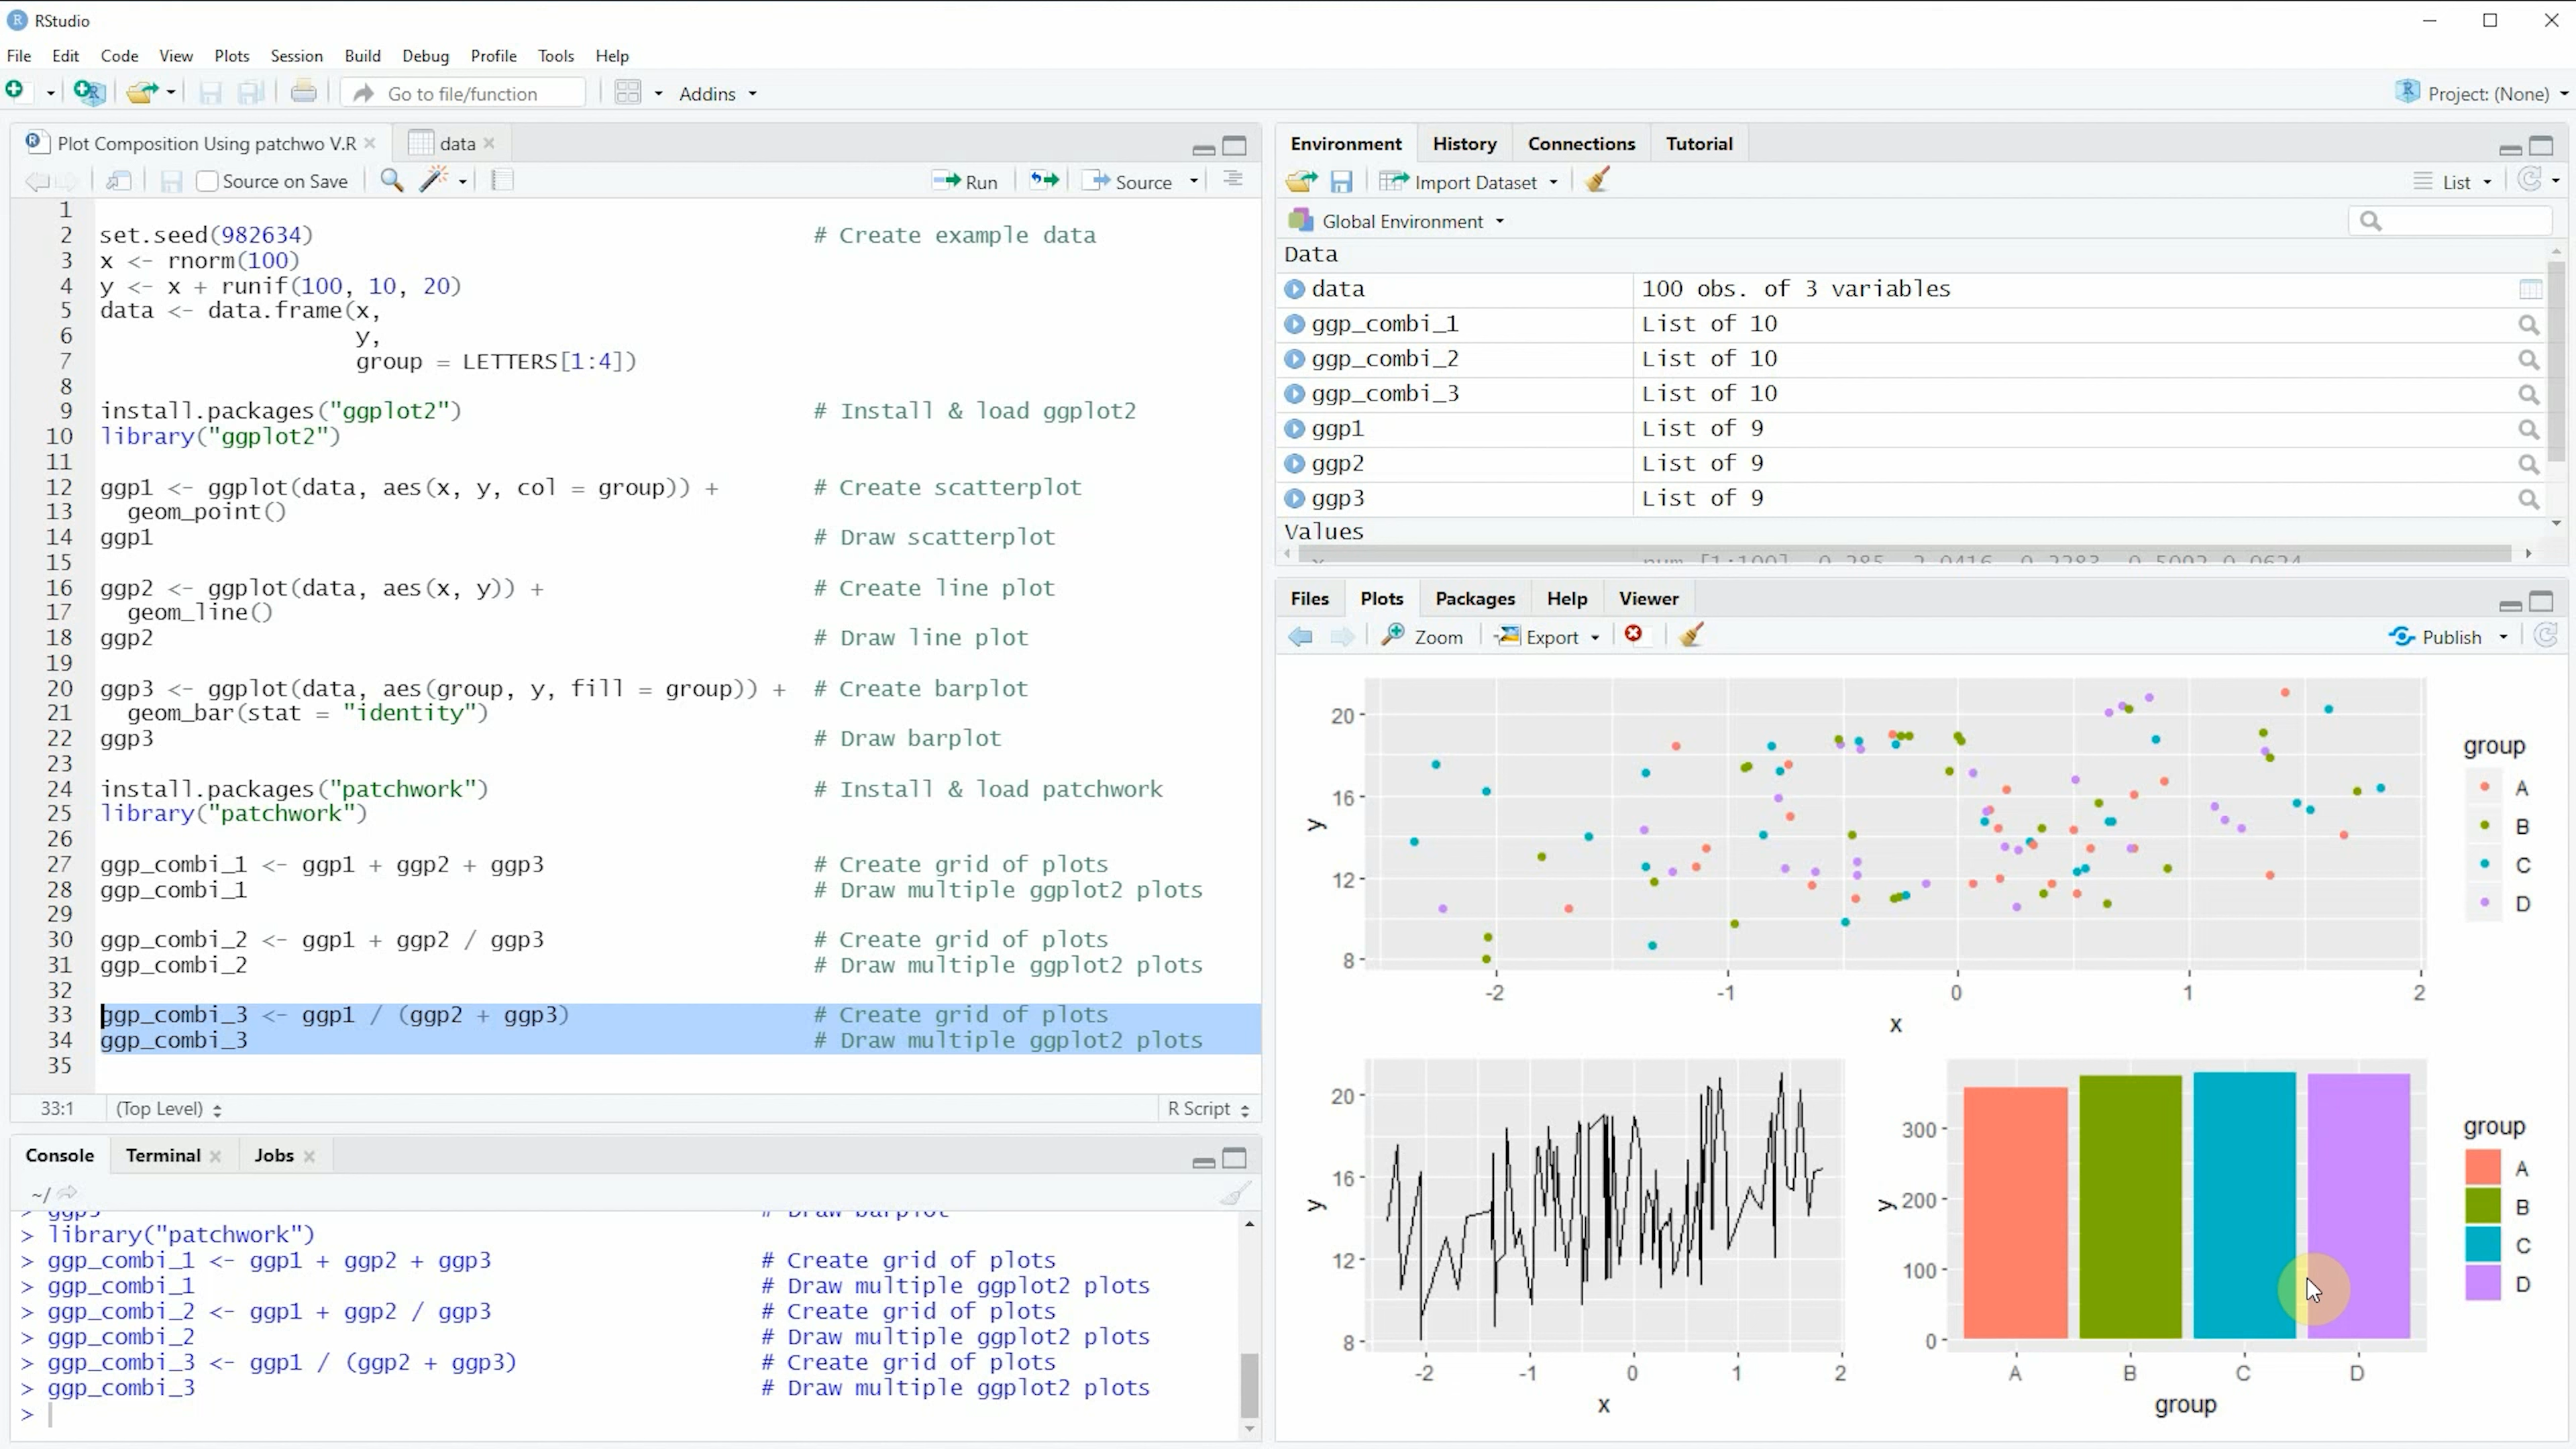 RStudio
File Edit Code View Plots Session Build Debug Profile Tools Help
Go to file/function Addins Project: (None)
Plot Composition Using patchwo V.R data
Source on Save Run Source
1
2 set.seed(982634) # Create example data
3 x <- rnorm(100)
4 y <- x + runif(100, 10, 20)
5 data <- data.frame(x,
6 y,
7 group = LETTERS[1:4])
8
9 install.packages("ggplot2") # Install & load ggplot2
10 library("ggplot2")
11
12 ggp1 <- ggplot(data, aes(x, y, col = group)) + # Create scatterplot
13 geom_point()
14 ggp1 # Draw scatterplot
15
16 ggp2 <- ggplot(data, aes(x, y)) + # Create line plot
17 geom_line()
18 ggp2 # Draw line plot
19
20 ggp3 <- ggplot(data, aes(group, y, fill = group)) + # Create barplot
21 geom_bar(stat = "identity")
22 ggp3 # Draw barplot
23
24 install.packages("patchwork") # Install & load patchwork
25 library("patchwork")
26
27 ggp_combi_1 <- ggp1 + ggp2 + ggp3 # Create grid of plots
28 ggp_combi_1 # Draw multiple ggplot2 plots
29
30 ggp_combi_2 <- ggp1 + ggp2 / ggp3 # Create grid of plots
31 ggp_combi_2 # Draw multiple ggplot2 plots
32
33 ggp_combi_3 <- ggp1 / (ggp2 + ggp3) # Create grid of plots
34 ggp_combi_3 # Draw multiple ggplot2 plots
35
33:1 (Top Level) R Script
Console Terminal Jobs
~/
> ggp3 # Draw barplot
> library("patchwork")
> ggp_combi_1 <- ggp1 + ggp2 + ggp3 # Create grid of plots
> ggp_combi_1 # Draw multiple ggplot2 plots
> ggp_combi_2 <- ggp1 + ggp2 / ggp3 # Create grid of plots
> ggp_combi_2 # Draw multiple ggplot2 plots
> ggp_combi_3 <- ggp1 / (ggp2 + ggp3) # Create grid of plots
> ggp_combi_3 # Draw multiple ggplot2 plots
>
Environment History Connections Tutorial
Import Dataset List
Global Environment
Data
data 100 obs. of 3 variables
ggp_combi_1 List of 10
ggp_combi_2 List of 10
ggp_combi_3 List of 10
ggp1 List of 9
ggp2 List of 9
ggp3 List of 9
Values
Files Plots Packages Help Viewer
Zoom Export Publish
20
16
12
8
y
-2 -1 0 1 2
x
group
A
B
C
D
20
16
12
8
y
-2 -1 0 1 2
x
300
200
100
0
y
A B C D
group
group
A
B
C
D